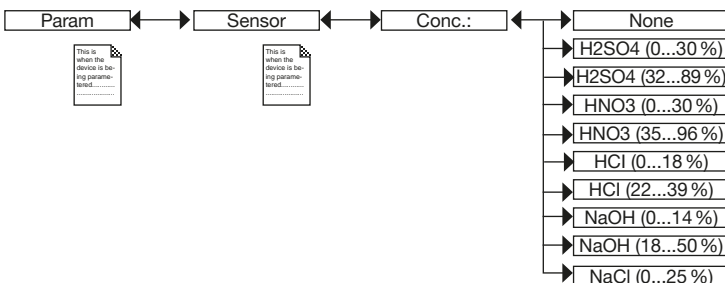 Param
Sensor
Conc.:
None
H2SO4 (0...30 %)
H2SO4 (32...89 %)
HNO3 (0...30 %)
HNO3 (35...96 %)
HCl (0...18 %)
HCl (22...39 %)
NaOH (0...14 %)
NaOH (18...50 %)
NaCl (0...25 %)
This is
when the
device is be-
ing parame-
tered............
....................
This is
when the
device is be-
ing parame-
tered............
....................